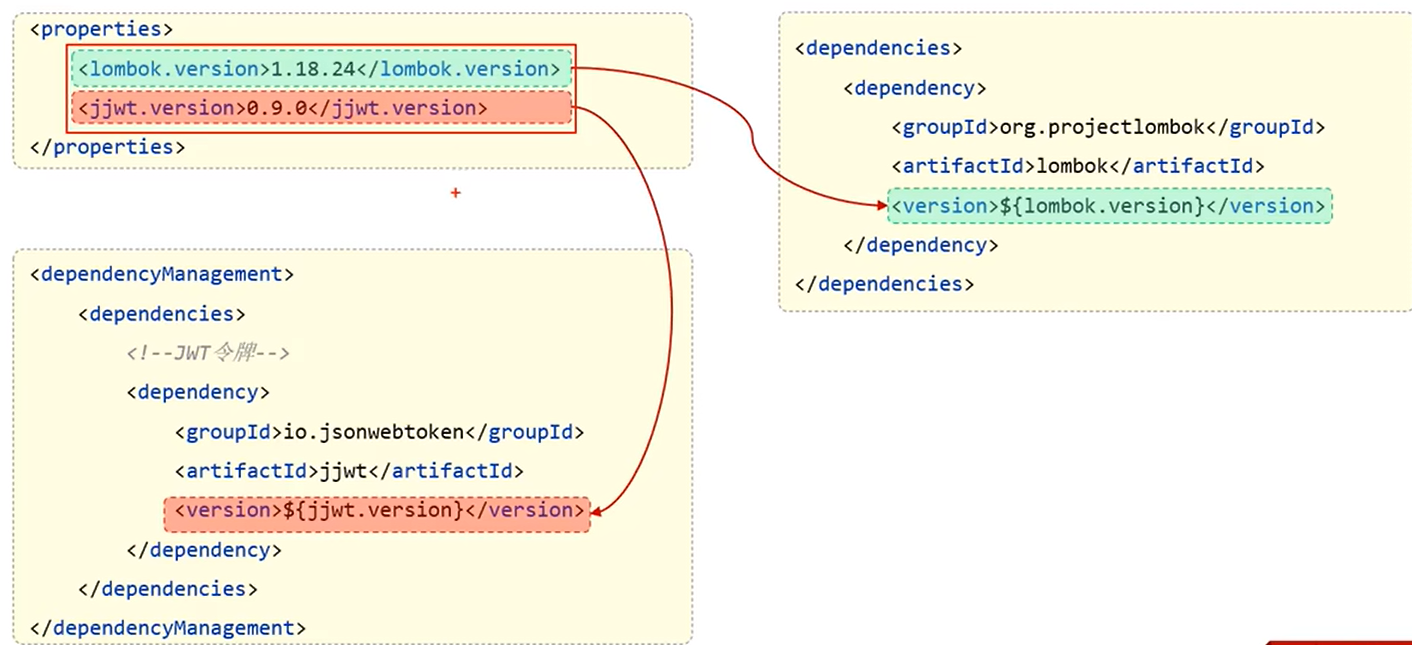 <properties>
<lombok.version>1.18.24</lombok.version>
<jjwt.version>0.9.0</jjwt.version>
</properties>
<dependencyManagement>
<dependencies>
<!--JWT令牌-->
<dependency>
<groupId>io.jsonwebtoken</groupId>
<artifactId>jjwt</artifactId>
<version>${jjwt.version}</version>
</dependency>
</dependencies>
</dependencyManagement>
<dependencies>
<dependency>
<groupId>org.projectlombok</groupId>
<artifactId>lombok</artifactId>
<version>${lombok.version}</version>
</dependency>
</dependencies>